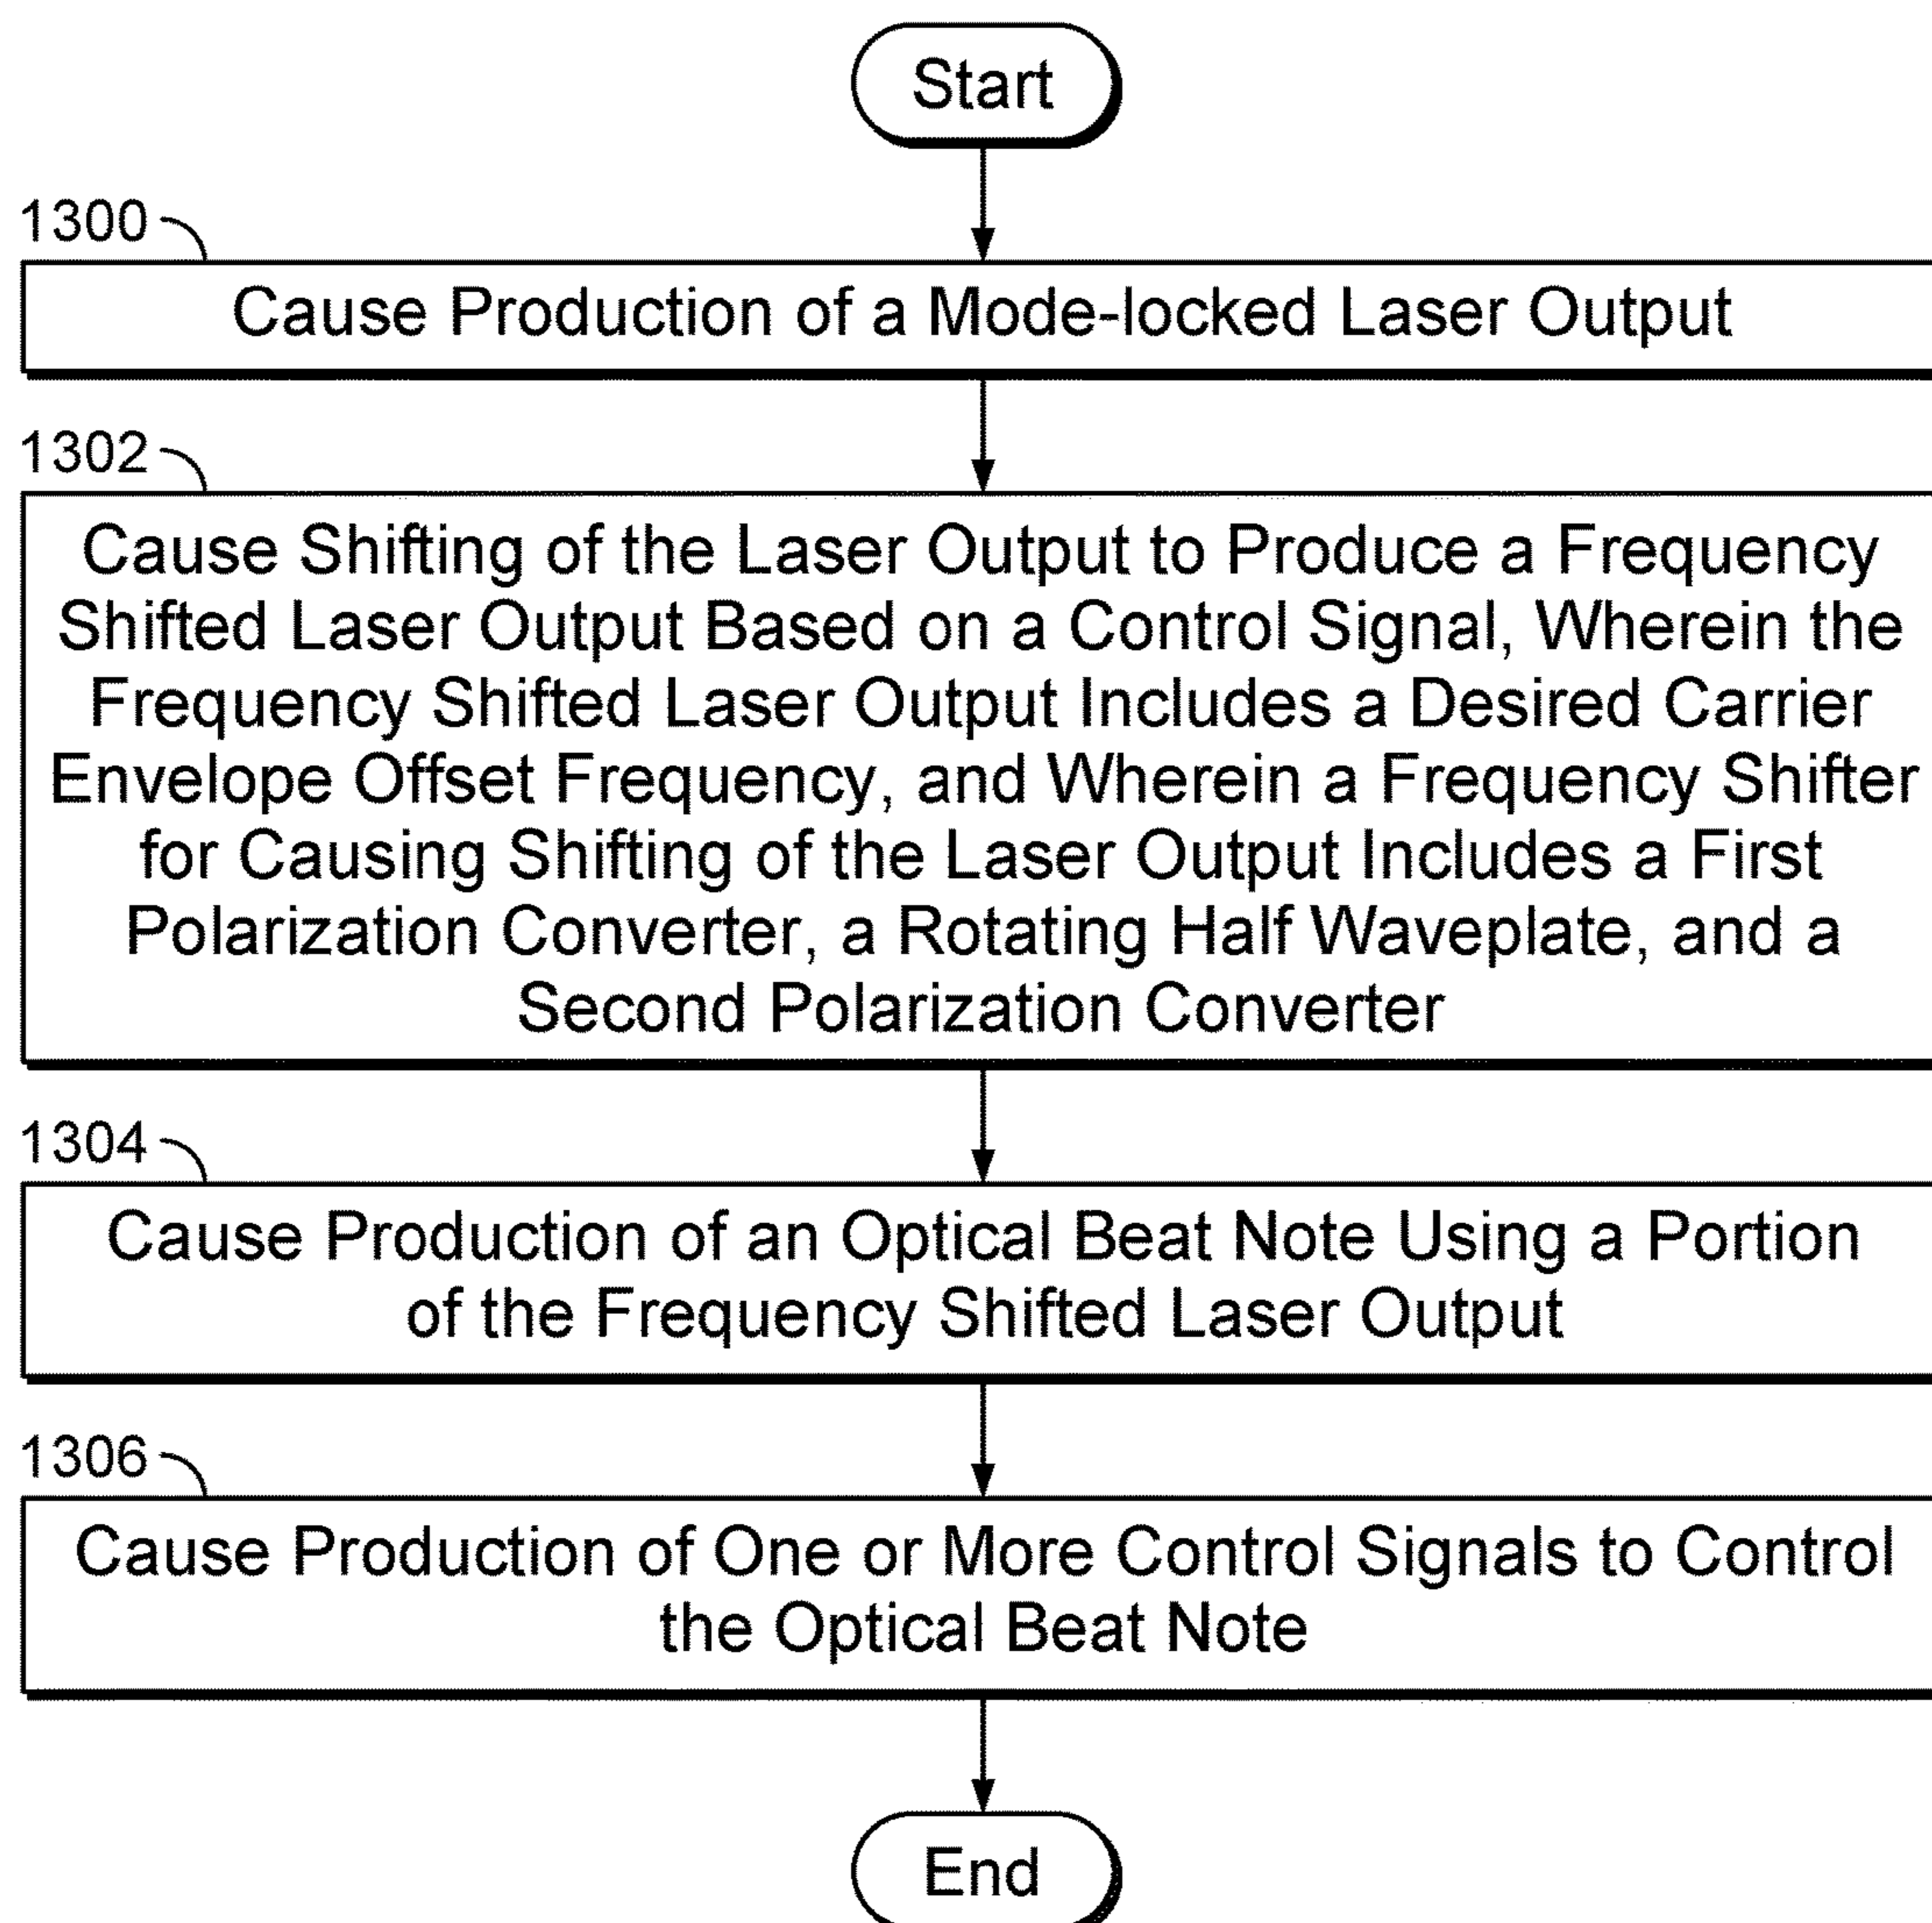 Start
1300
Cause Production of a Mode-locked Laser Output
1302
Cause Shifting of the Laser Output to Produce a Frequency
Shifted Laser Output Based on a Control Signal, Wherein the
Frequency Shifted Laser Output Includes a Desired Carrier
Envelope Offset Frequency, and Wherein a Frequency Shifter
for Causing Shifting of the Laser Output Includes a First
Polarization Converter, a Rotating Half Waveplate, and a
Second Polarization Converter
1304
Cause Production of an Optical Beat Note Using a Portion
of the Frequency Shifted Laser Output
1306
Cause Production of One or More Control Signals to Control
the Optical Beat Note
End